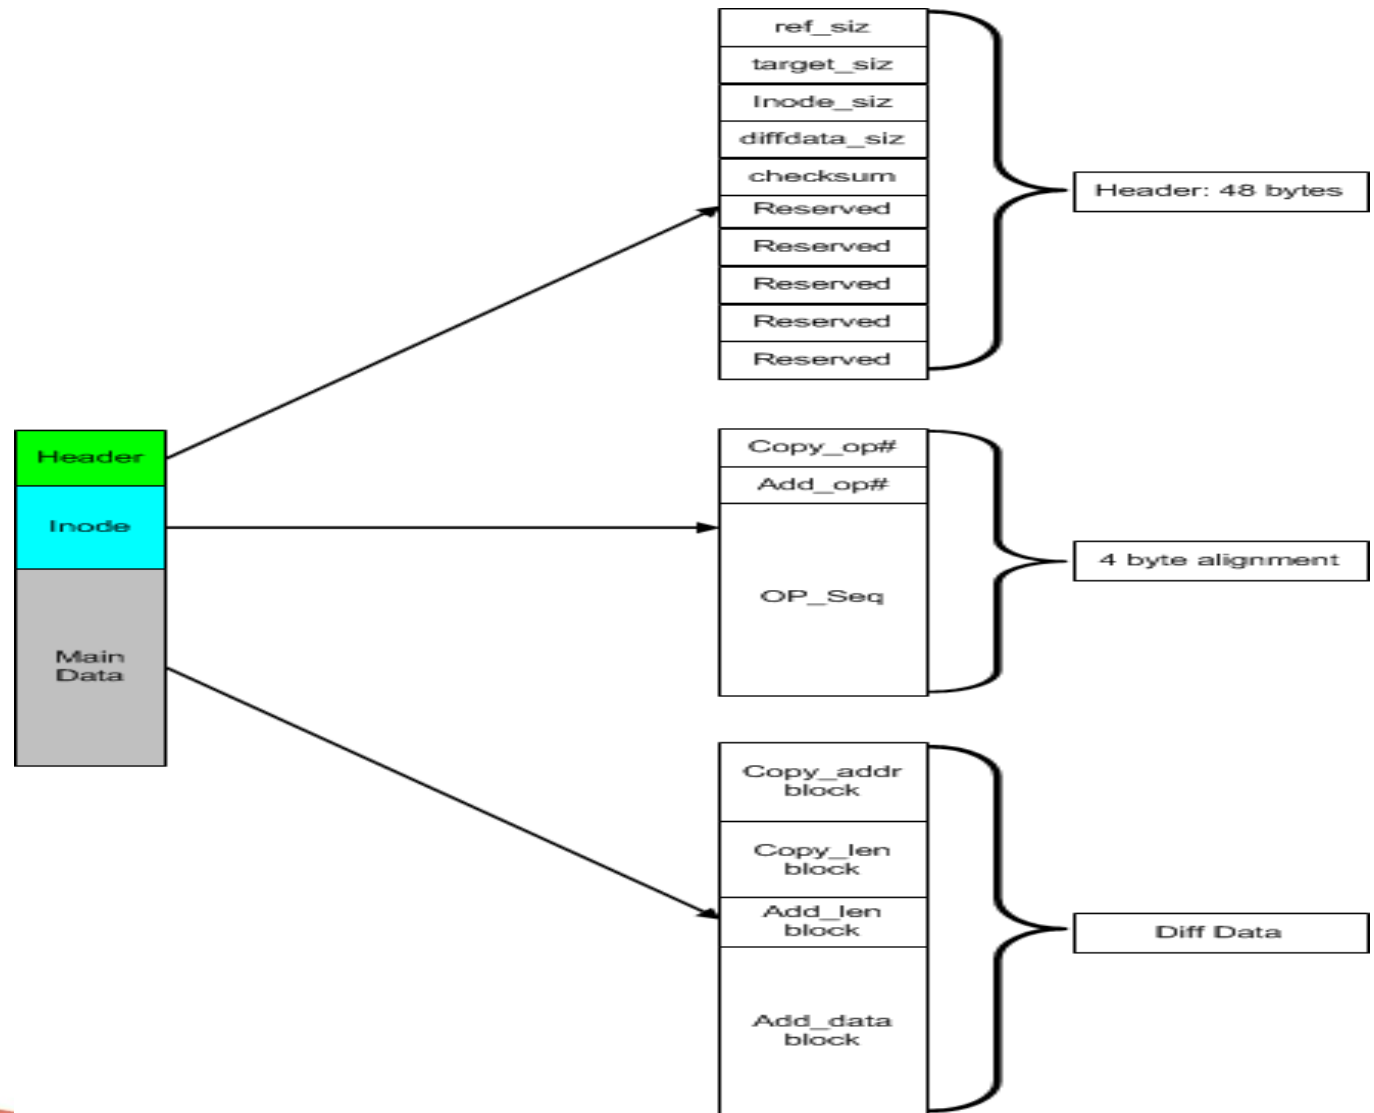 ref_siz
target_siz
Inode_siz
diffdata_siz
checksum
Reserved
Reserved
Reserved
Reserved
Reserved
Header: 48 bytes
Header
Inode
Main
Data
Copy_op#
Add_op#
OP_Seq
4 byte alignment
Copy_addr
block
Copy_len
block
Add_len
block
Add_data
block
Diff Data